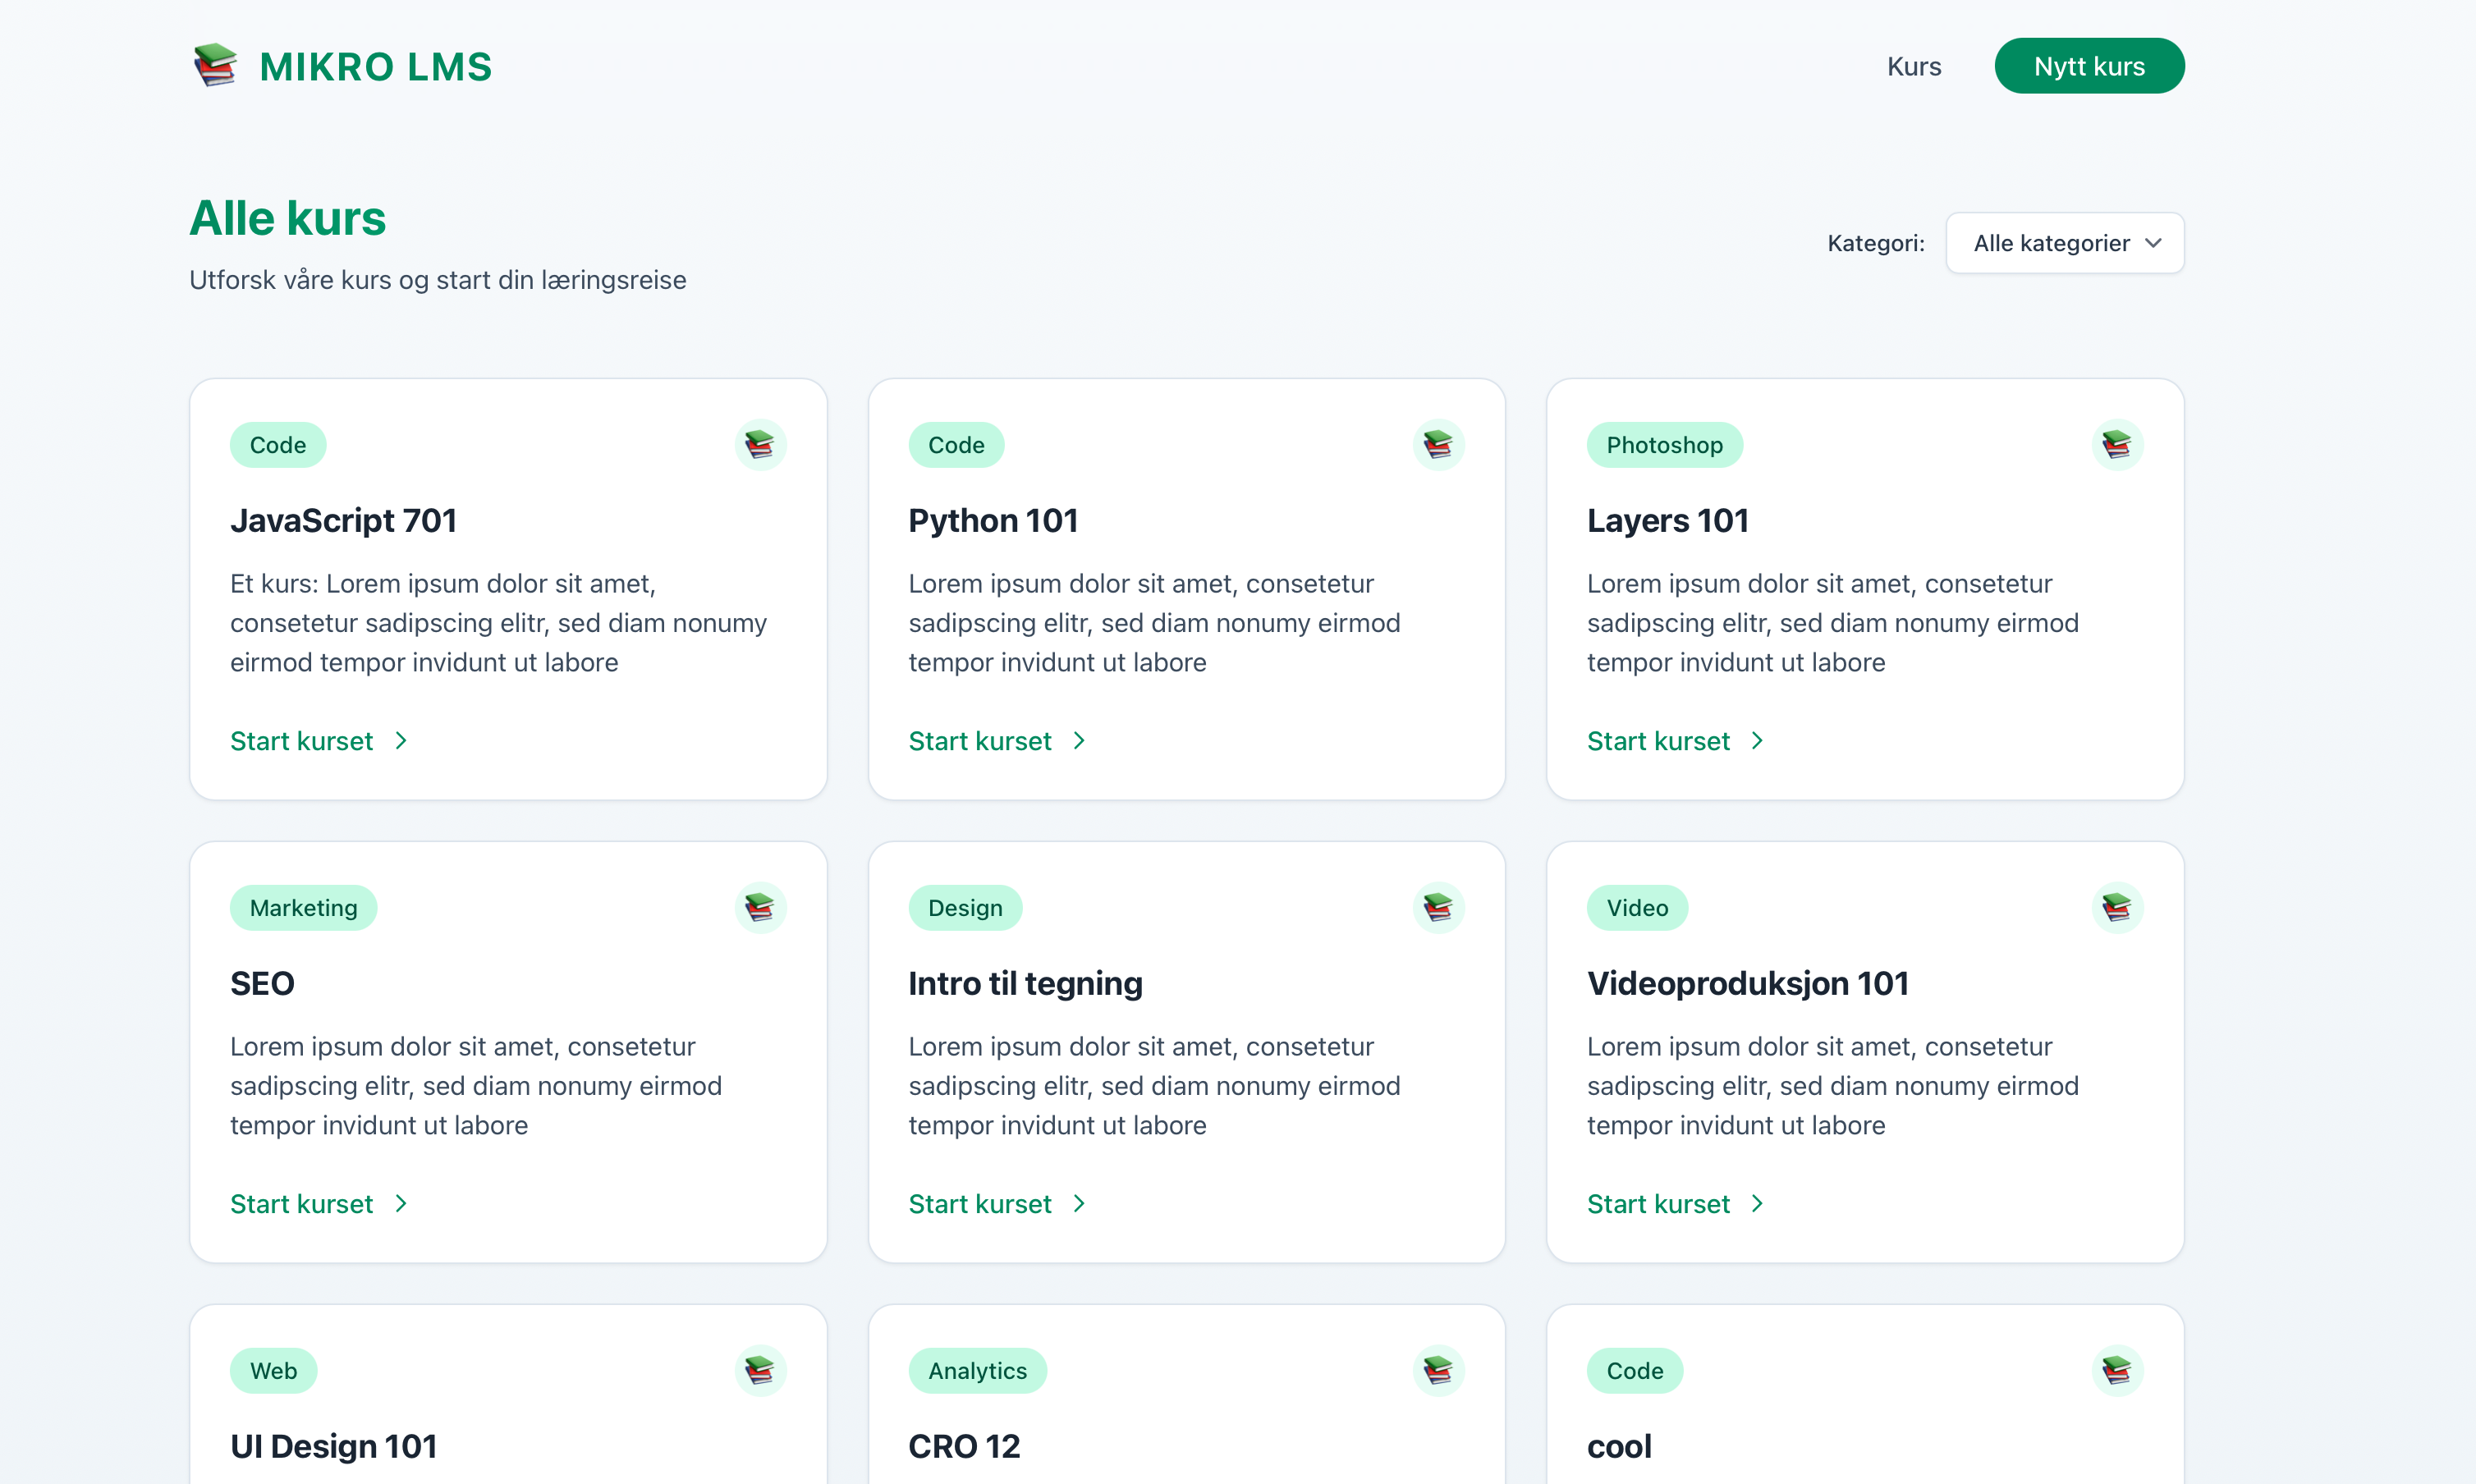 MIKRO LMS
Kurs
Nytt kurs
Alle kurs
Utforsk våre kurs og start din læringsreise
Kategori:
Alle kategorier
Code
JavaScript 701
Et kurs: Lorem ipsum dolor sit amet,
consetetur sadipscing elitr, sed diam nonumy
eirmod tempor invidunt ut labore
Start kurset
Code
Python 101
Lorem ipsum dolor sit amet, consetetur
sadipscing elitr, sed diam nonumy eirmod
tempor invidunt ut labore
Start kurset
Photoshop
Layers 101
Lorem ipsum dolor sit amet, consetetur
sadipscing elitr, sed diam nonumy eirmod
tempor invidunt ut labore
Start kurset
Marketing
SEO
Lorem ipsum dolor sit amet, consetetur
sadipscing elitr, sed diam nonumy eirmod
tempor invidunt ut labore
Start kurset
Design
Intro til tegning
Lorem ipsum dolor sit amet, consetetur
sadipscing elitr, sed diam nonumy eirmod
tempor invidunt ut labore
Start kurset
Video
Videoproduksjon 101
Lorem ipsum dolor sit amet, consetetur
sadipscing elitr, sed diam nonumy eirmod
tempor invidunt ut labore
Start kurset
Web
UI Design 101
Analytics
CRO 12
Code
cool